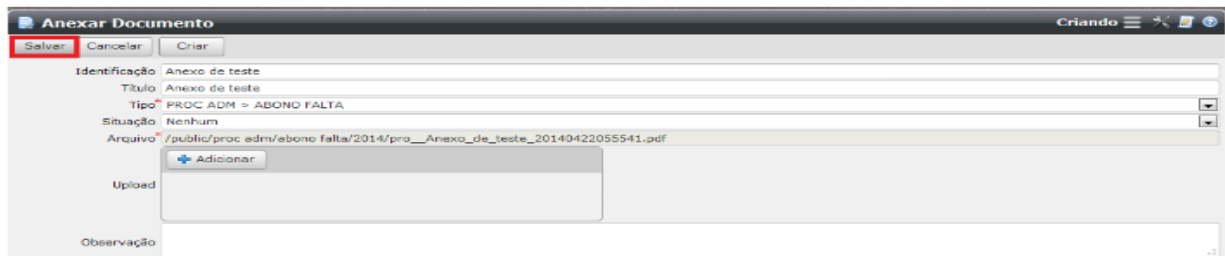 Anexar Documento Criando
Salvar Cancelar Criar
Identificação Anexo de teste
Título Anexo de teste
Tipo* PROC ADM > ABONO FALTA
Situação Nenhum
Arquivo* /public/proc adm/abono falta/2014/pro__Anexo_de_teste_20140422055541.pdf
Adicionar
Upload
Observação